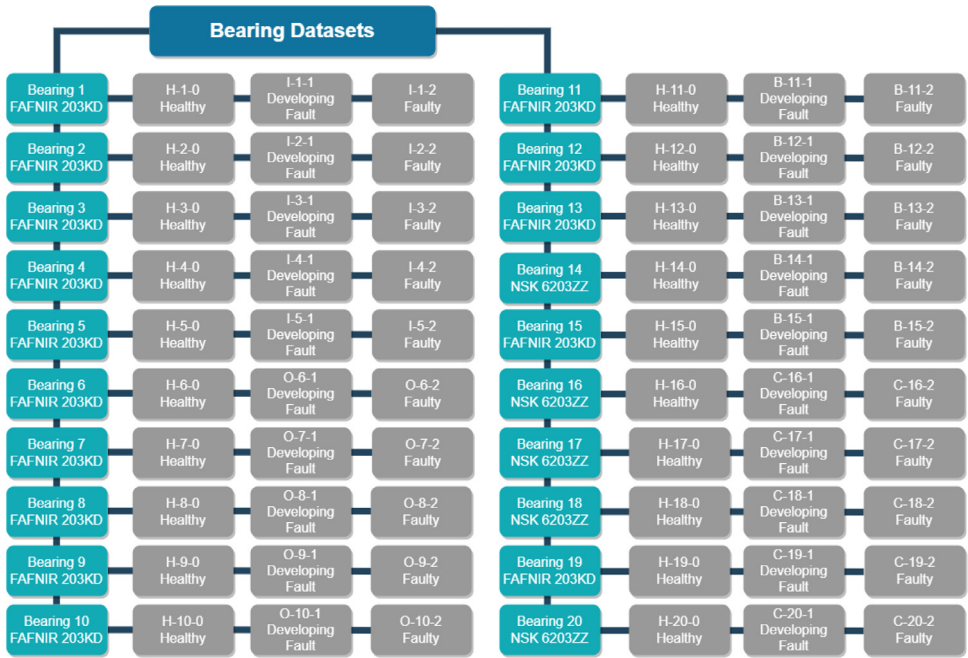 Bearing Datasets
Bearing 1
FAFNIR 203KD
H-1-0
Healthy
I-1-1
Developing
Fault
I-1-2
Faulty
Bearing 2
FAFNIR 203KD
H-2-0
Healthy
I-2-1
Developing
Fault
I-2-2
Faulty
Bearing 3
FAFNIR 203KD
H-3-0
Healthy
I-3-1
Developing
Fault
I-3-2
Faulty
Bearing 4
FAFNIR 203KD
H-4-0
Healthy
I-4-1
Developing
Fault
I-4-2
Faulty
Bearing 5
FAFNIR 203KD
H-5-0
Healthy
I-5-1
Developing
Fault
I-5-2
Faulty
Bearing 6
FAFNIR 203KD
H-6-0
Healthy
O-6-1
Developing
Fault
O-6-2
Faulty
Bearing 7
FAFNIR 203KD
H-7-0
Healthy
O-7-1
Developing
Fault
O-7-2
Faulty
Bearing 8
FAFNIR 203KD
H-8-0
Healthy
O-8-1
Developing
Fault
O-8-2
Faulty
Bearing 9
FAFNIR 203KD
H-9-0
Healthy
O-9-1
Developing
Fault
O-9-2
Faulty
Bearing 10
FAFNIR 203KD
H-10-0
Healthy
O-10-1
Developing
Fault
O-10-2
Faulty
Bearing 11
FAFNIR 203KD
H-11-0
Healthy
B-11-1
Developing
Fault
B-11-2
Faulty
Bearing 12
FAFNIR 203KD
H-12-0
Healthy
B-12-1
Developing
Fault
B-12-2
Faulty
Bearing 13
FAFNIR 203KD
H-13-0
Healthy
B-13-1
Developing
Fault
B-13-2
Faulty
Bearing 14
NSK 6203ZZ
H-14-0
Healthy
B-14-1
Developing
Fault
B-14-2
Faulty
Bearing 15
FAFNIR 203KD
H-15-0
Healthy
B-15-1
Developing
Fault
B-15-2
Faulty
Bearing 16
NSK 6203ZZ
H-16-0
Healthy
C-16-1
Developing
Fault
C-16-2
Faulty
Bearing 17
NSK 6203ZZ
H-17-0
Healthy
C-17-1
Developing
Fault
C-17-2
Faulty
Bearing 18
NSK 6203ZZ
H-18-0
Healthy
C-18-1
Developing
Fault
C-18-2
Faulty
Bearing 19
FAFNIR 203KD
H-19-0
Healthy
C-19-1
Developing
Fault
C-19-2
Faulty
Bearing 20
NSK 6203ZZ
H-20-0
Healthy
C-20-1
Developing
Fault
C-20-2
Faulty